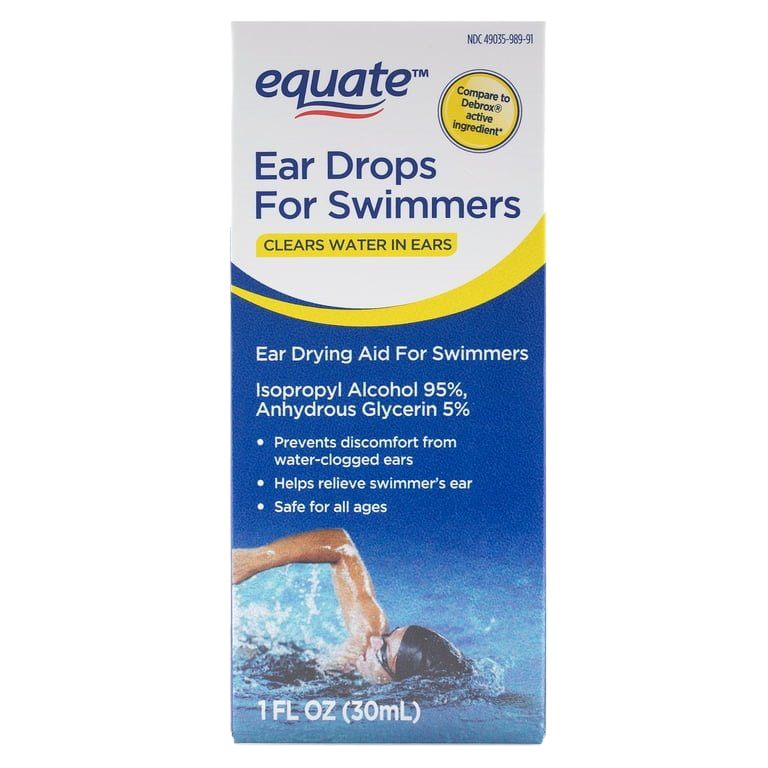 NDC 49035-989-91
equate™
Compare to
Debrox®
active
ingredient*
Ear Drops
For Swimmers
CLEARS WATER IN EARS
Ear Drying Aid For Swimmers
Isopropyl Alcohol 95%,
Anhydrous Glycerin 5%
• Prevents discomfort from
water-clogged ears
• Helps relieve swimmer's ear
• Safe for all ages
1 FL OZ (30mL)